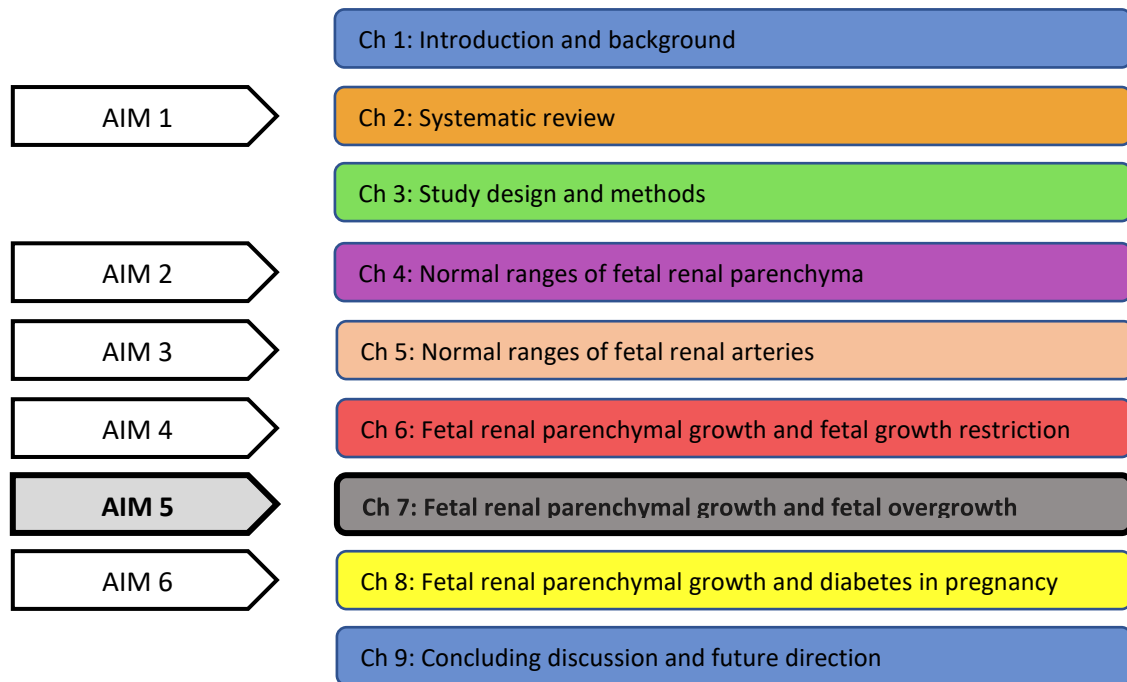 Ch 1: Introduction and background
AIM 1
Ch 2: Systematic review
Ch 3: Study design and methods
AIM 2
Ch 4: Normal ranges of fetal renal parenchyma
AIM 3
Ch 5: Normal ranges of fetal renal arteries
AIM 4
Ch 6: Fetal renal parenchymal growth and fetal growth restriction
AIM 5
Ch 7: Fetal renal parenchymal growth and fetal overgrowth
AIM 6
Ch 8: Fetal renal parenchymal growth and diabetes in pregnancy
Ch 9: Concluding discussion and future direction